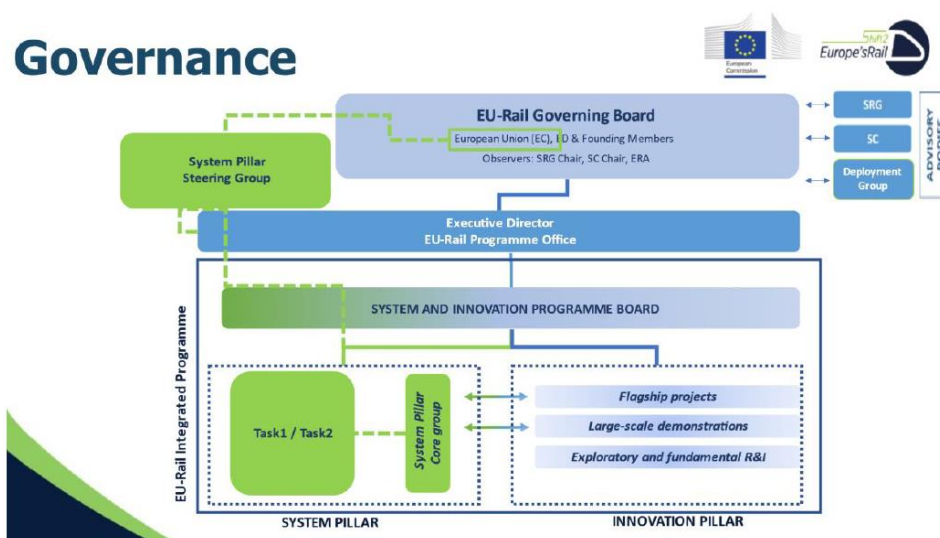 Governance
European
Commission
Europe'sRail
EU-Rail Governing Board
European Union [EC], ED & Founding Members
Observers: SRG Chair, SC Chair, ERA
SRG
SC
Deployment
Group
ADVISORY
System Pillar
Steering Group
Executive Director
EU-Rail Programme Office
SYSTEM AND INNOVATION PROGRAMME BOARD
EU-Rail Integrated Programme
Task1 / Task2
System Pillar
Core group
Flagship projects
Large-scale demonstrations
Exploratory and fundamental R&I
SYSTEM PILLAR
INNOVATION PILLAR